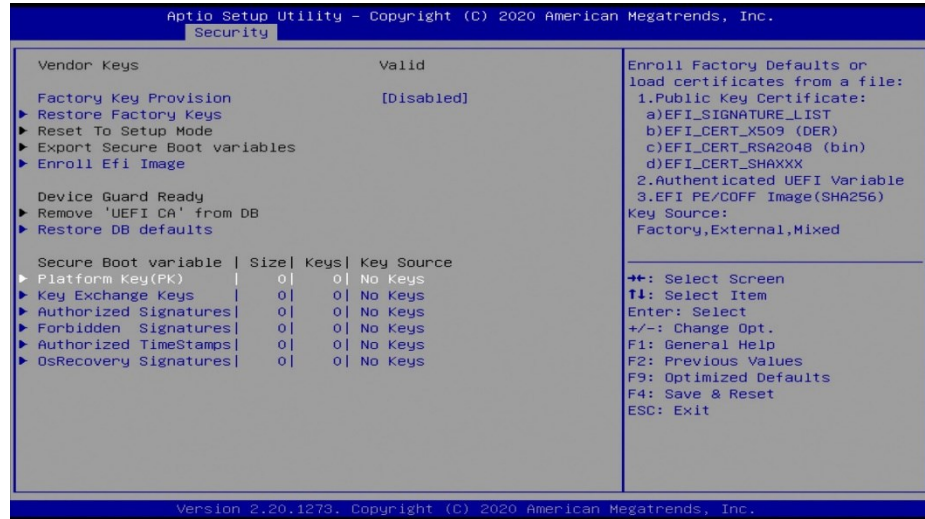 Aptio Setup Utility – Copyright (C) 2020 American Megatrends, Inc.
Security
Vendor Keys Valid
Factory Key Provision [Disabled]
► Restore Factory Keys
► Reset To Setup Mode
► Export Secure Boot variables
► Enroll Efi Image
Device Guard Ready
► Remove 'UEFI CA' from DB
► Restore DB defaults
Secure Boot variable | Size| Keys| Key Source
► Platform Key(PK) | 0| 0| No Keys
► Key Exchange Keys | 0| 0| No Keys
► Authorized Signatures| 0| 0| No Keys
► Forbidden Signatures| 0| 0| No Keys
► Authorized TimeStamps| 0| 0| No Keys
► OsRecovery Signatures| 0| 0| No Keys
Enroll Factory Defaults or
load certificates from a file:
1.Public Key Certificate:
a)EFI_SIGNATURE_LIST
b)EFI_CERT_X509 (DER)
c)EFI_CERT_RSA2048 (bin)
d)EFI_CERT_SHAXXX
2.Authenticated UEFI Variable
3.EFI PE/COFF Image(SHA256)
Key Source:
Factory,External,Mixed
→←: Select Screen
↑↓: Select Item
Enter: Select
+/-: Change Opt.
F1: General Help
F2: Previous Values
F9: Optimized Defaults
F4: Save & Reset
ESC: Exit
Version 2.20.1273. Copyright (C) 2020 American Megatrends, Inc.